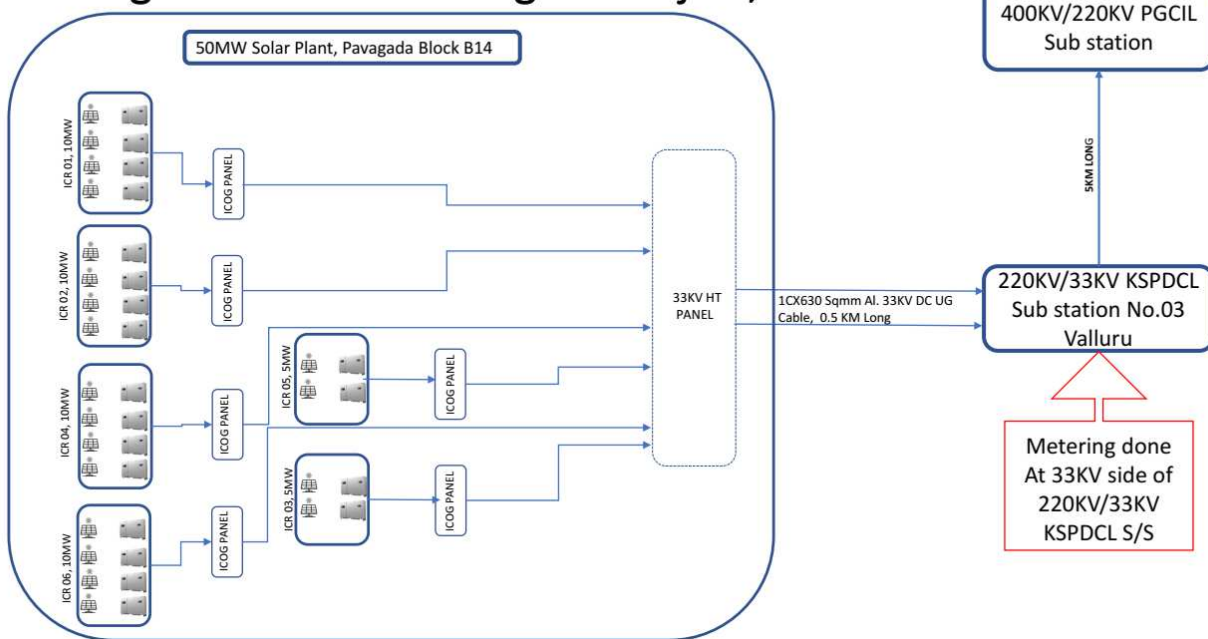 400KV/220KV PGCIL
Sub station
50MW Solar Plant, Pavagada Block B14
ICR 01, 10MW
ICOG PANEL
ICR 02, 10MW
ICOG PANEL
ICR 04, 10MW
ICOG PANEL
ICR 05, 5MW
ICOG PANEL
ICR 03, 5MW
ICOG PANEL
ICR 06, 10MW
ICOG PANEL
33KV HT
PANEL
1CX630 Sqmm Al. 33KV DC UG
Cable, 0.5 KM Long
5KM LONG
220KV/33KV KSPDCL
Sub station No.03
Valluru
Metering done
At 33KV side of
220KV/33KV
KSPDCL S/S